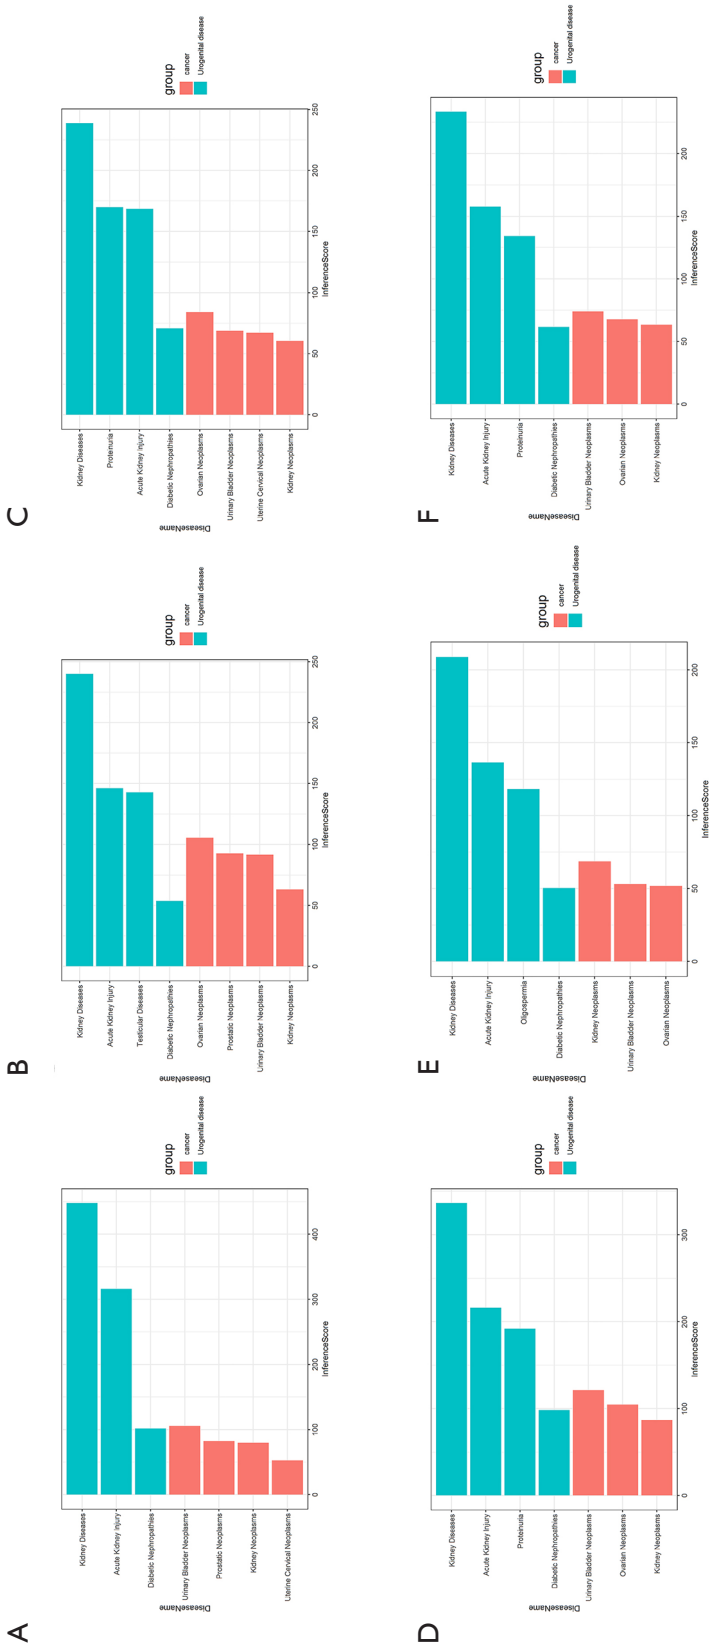 A
DiseaseName
Kidney Diseases
Acute Kidney Injury
Diabetic Nephropathies
Urinary Bladder Neoplasms
Prostatic Neoplasms
Kidney Neoplasms
Uterine Cervical Neoplasms
0
100
200
300
400
InferenceScore
group
cancer
Urogenital disease
B
DiseaseName
Kidney Diseases
Acute Kidney Injury
Testicular Diseases
Diabetic Nephropathies
Ovarian Neoplasms
Prostatic Neoplasms
Urinary Bladder Neoplasms
Kidney Neoplasms
0
50
100
150
200
250
InferenceScore
group
cancer
Urogenital disease
C
DiseaseName
Kidney Diseases
Proteinuria
Acute Kidney Injury
Diabetic Nephropathies
Ovarian Neoplasms
Urinary Bladder Neoplasms
Uterine Cervical Neoplasms
Kidney Neoplasms
0
50
100
150
200
250
InferenceScore
group
cancer
Urogenital disease
D
DiseaseName
Kidney Diseases
Acute Kidney Injury
Proteinuria
Diabetic Nephropathies
Urinary Bladder Neoplasms
Ovarian Neoplasms
Kidney Neoplasms
0
100
200
300
InferenceScore
group
cancer
Urogenital disease
E
DiseaseName
Kidney Diseases
Acute Kidney Injury
Oligospermia
Diabetic Nephropathies
Kidney Neoplasms
Urinary Bladder Neoplasms
Ovarian Neoplasms
0
50
100
150
200
InferenceScore
group
cancer
Urogenital disease
F
DiseaseName
Kidney Diseases
Acute Kidney Injury
Proteinuria
Diabetic Nephropathies
Urinary Bladder Neoplasms
Ovarian Neoplasms
Kidney Neoplasms
0
50
100
150
200
InferenceScore
group
cancer
Urogenital disease